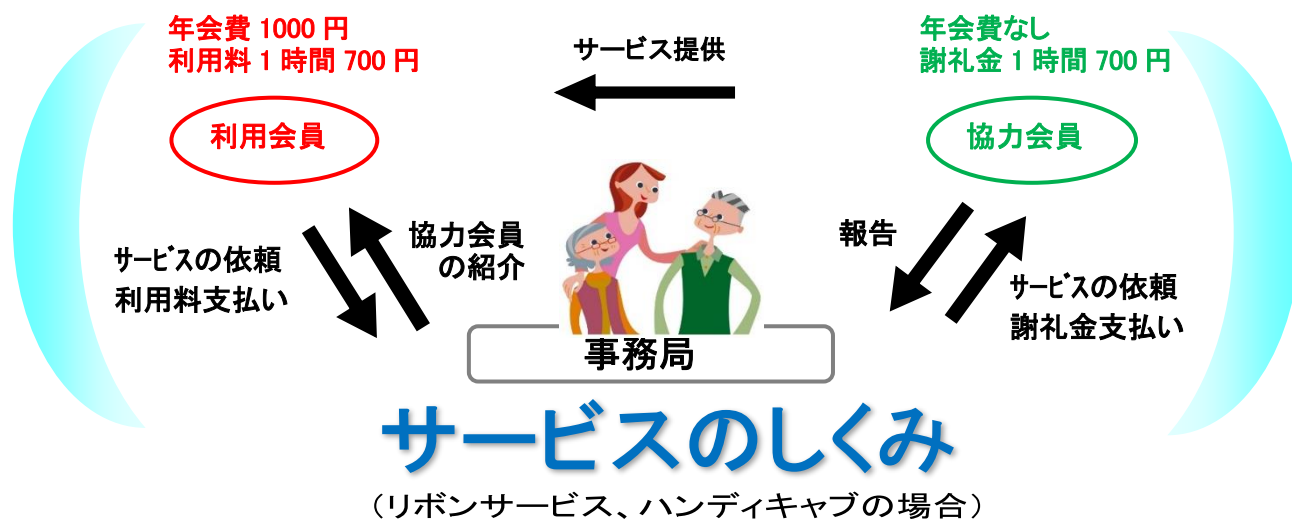 年会費 1000 円
利用料 1 時間 700 円
利用会員
サービス提供
年会費なし
謝礼金 1 時間 700 円
協力会員
サービスの依頼
利用料支払い
協力会員
の紹介
報告
サービスの依頼
謝礼金支払い
事務局
サービスのしくみ
（リボンサービス、ハンディキャブの場合）